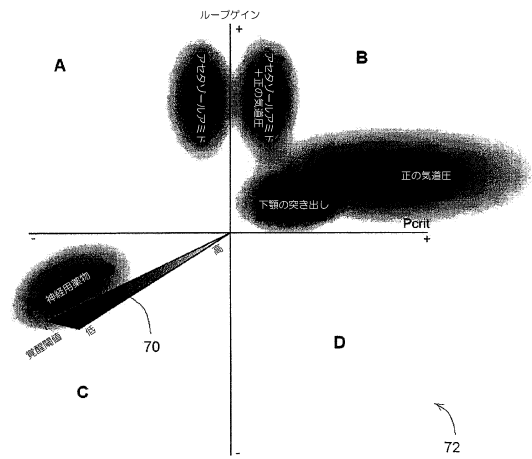 ループゲイン
+
A
B
アセタゾールアミド
アセタゾールアミド
+正の気道圧
正の気道圧
下顎の突き出し
Pcrit
-
+
高
神経用薬物
低
覚醒閾値
70
D
C
72
-